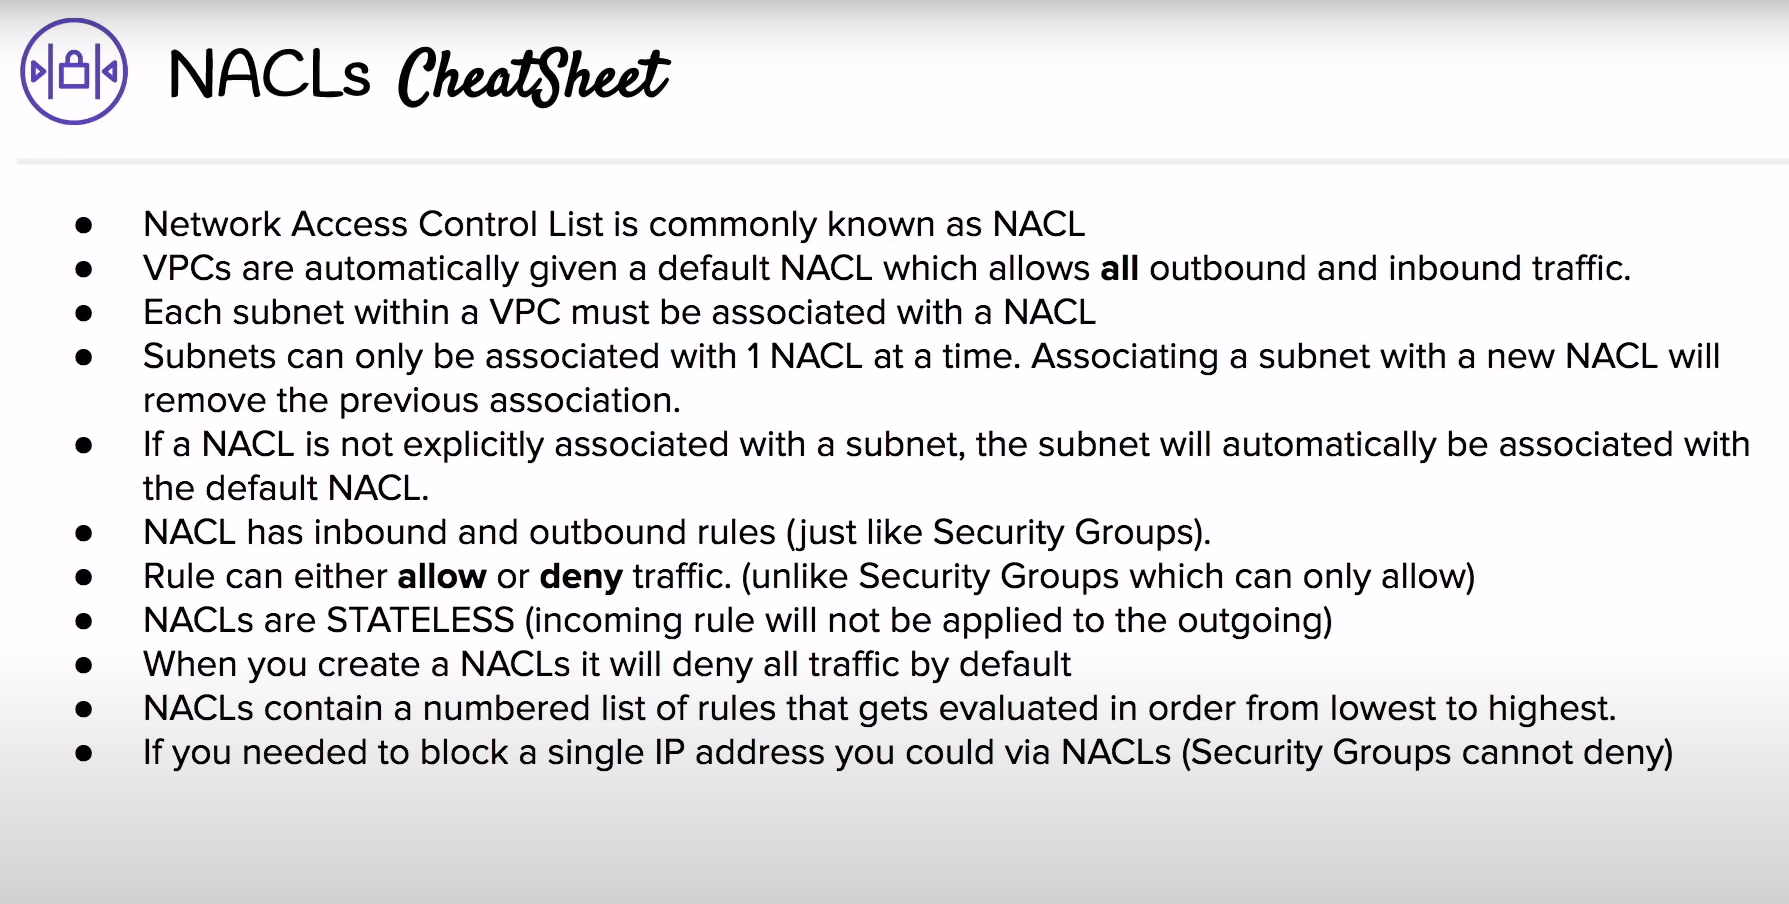 NACLs CheatSheet
● Network Access Control List is commonly known as NACL
● VPCs are automatically given a default NACL which allows all outbound and inbound traffic.
● Each subnet within a VPC must be associated with a NACL
● Subnets can only be associated with 1 NACL at a time. Associating a subnet with a new NACL will
remove the previous association.
● If a NACL is not explicitly associated with a subnet, the subnet will automatically be associated with
the default NACL.
● NACL has inbound and outbound rules (just like Security Groups).
● Rule can either allow or deny traffic. (unlike Security Groups which can only allow)
● NACLs are STATELESS (incoming rule will not be applied to the outgoing)
● When you create a NACLs it will deny all traffic by default
● NACLs contain a numbered list of rules that gets evaluated in order from lowest to highest.
● If you needed to block a single IP address you could via NACLs (Security Groups cannot deny)